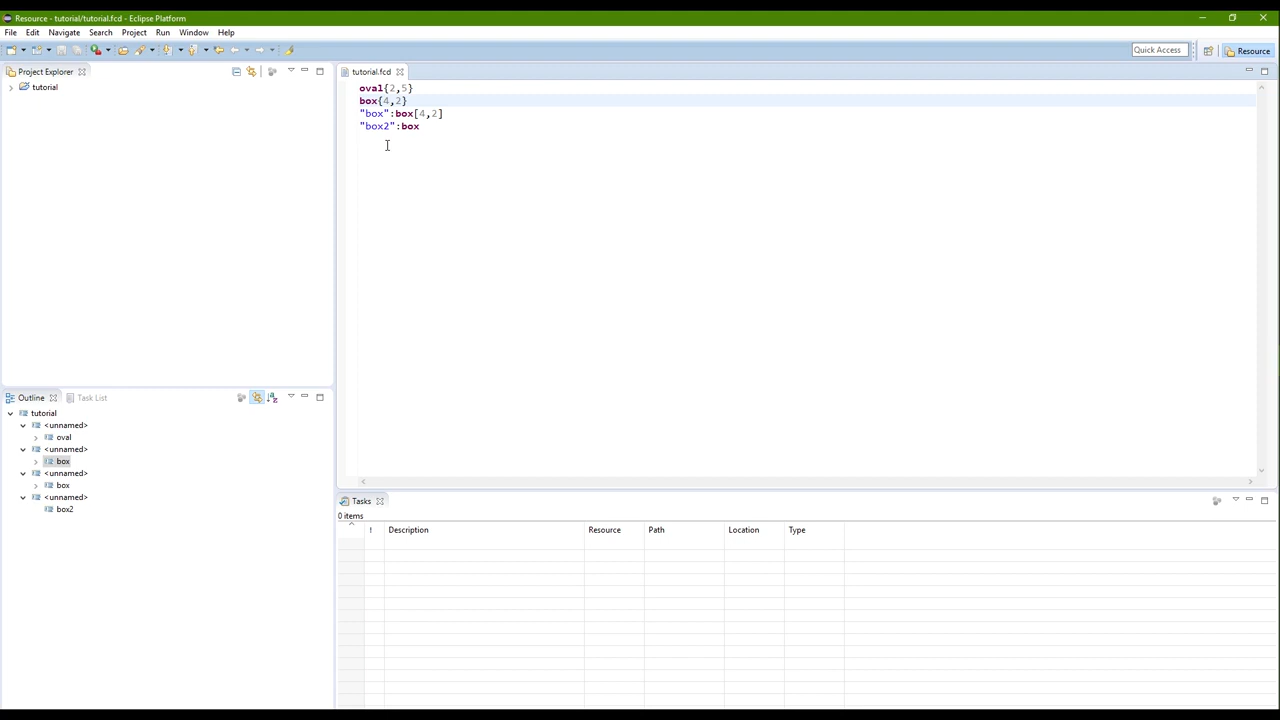 Resource - tutorial/tutorial.fcd - Eclipse Platform
File Edit Navigate Search Project Run Window Help
Quick Access
Resource
Project Explorer
tutorial
tutorial.fcd
oval{2,5}
box{4,2}
"box":box[4,2]
"box2":box
Outline
Task List
tutorial
<unnamed>
oval
<unnamed>
box
<unnamed>
box
<unnamed>
box2
Tasks
0 items
! Description Resource Path Location Type